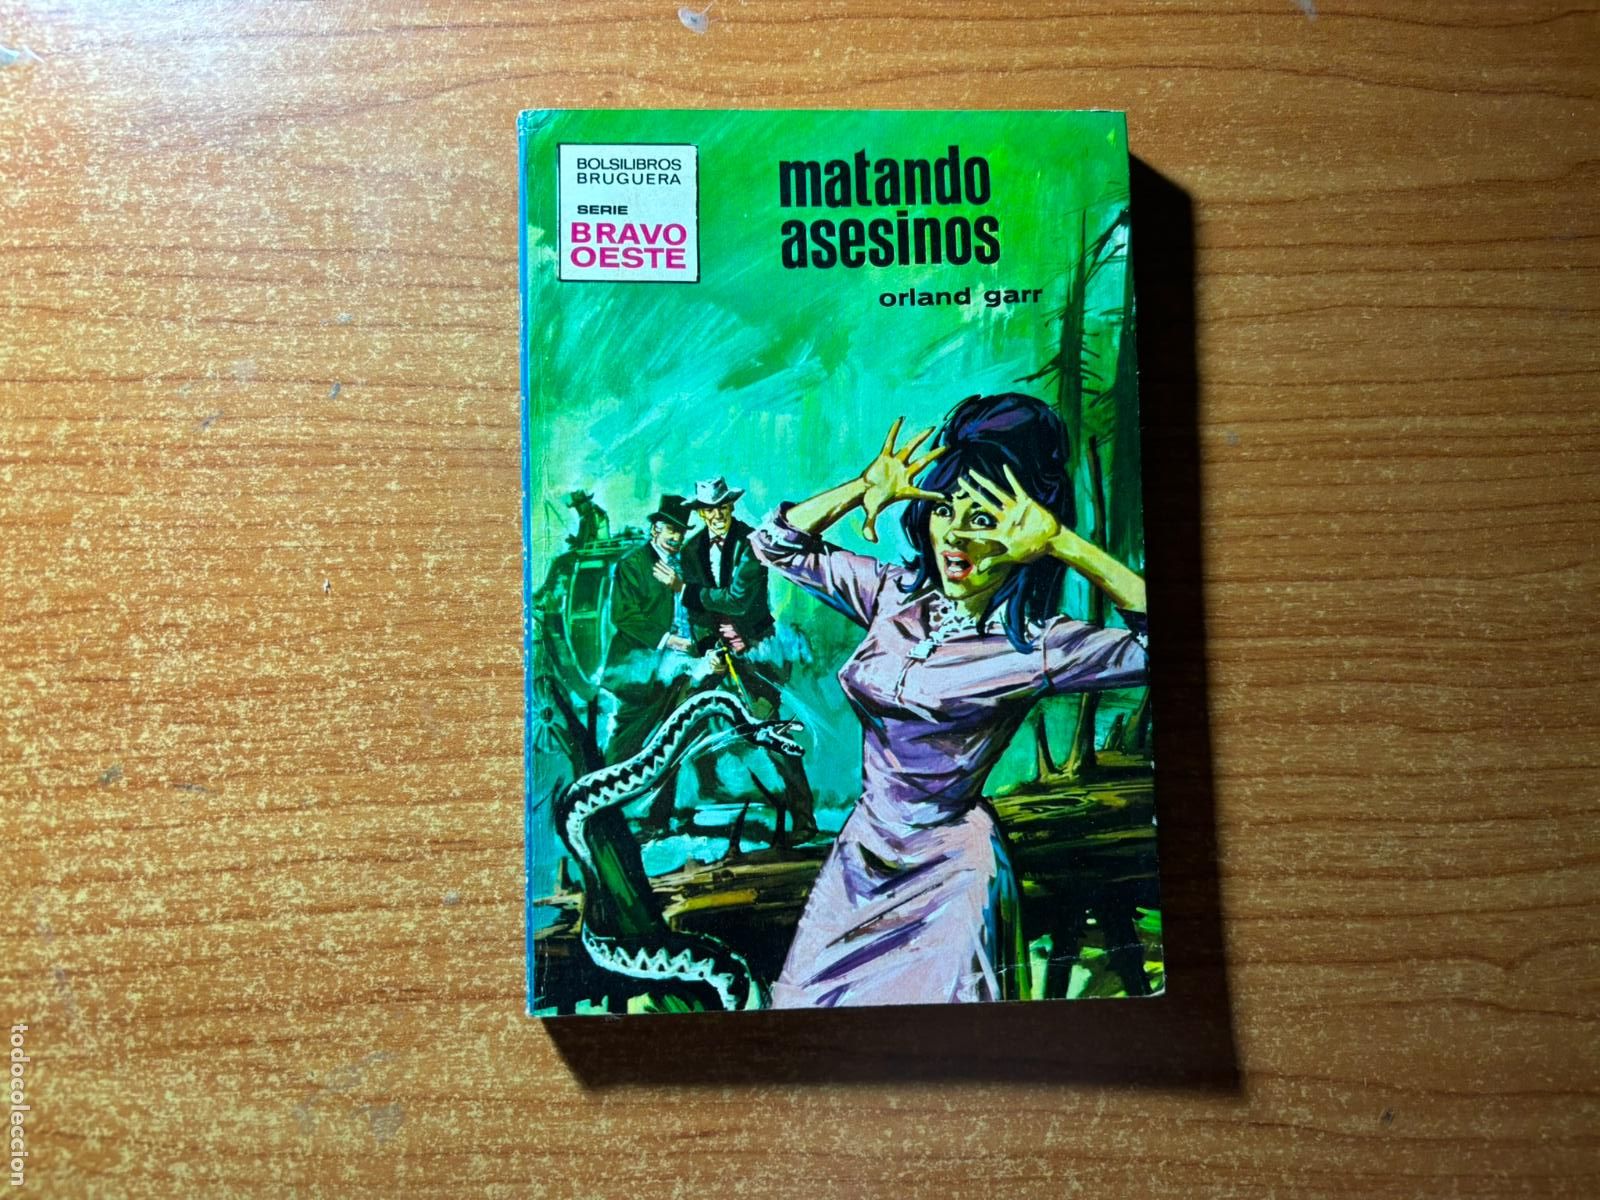 BOLSILIBROS
BRUGUERA
SERIE
BRAVO
OESTE
matando
asesinos
orland garr
todocoleccion